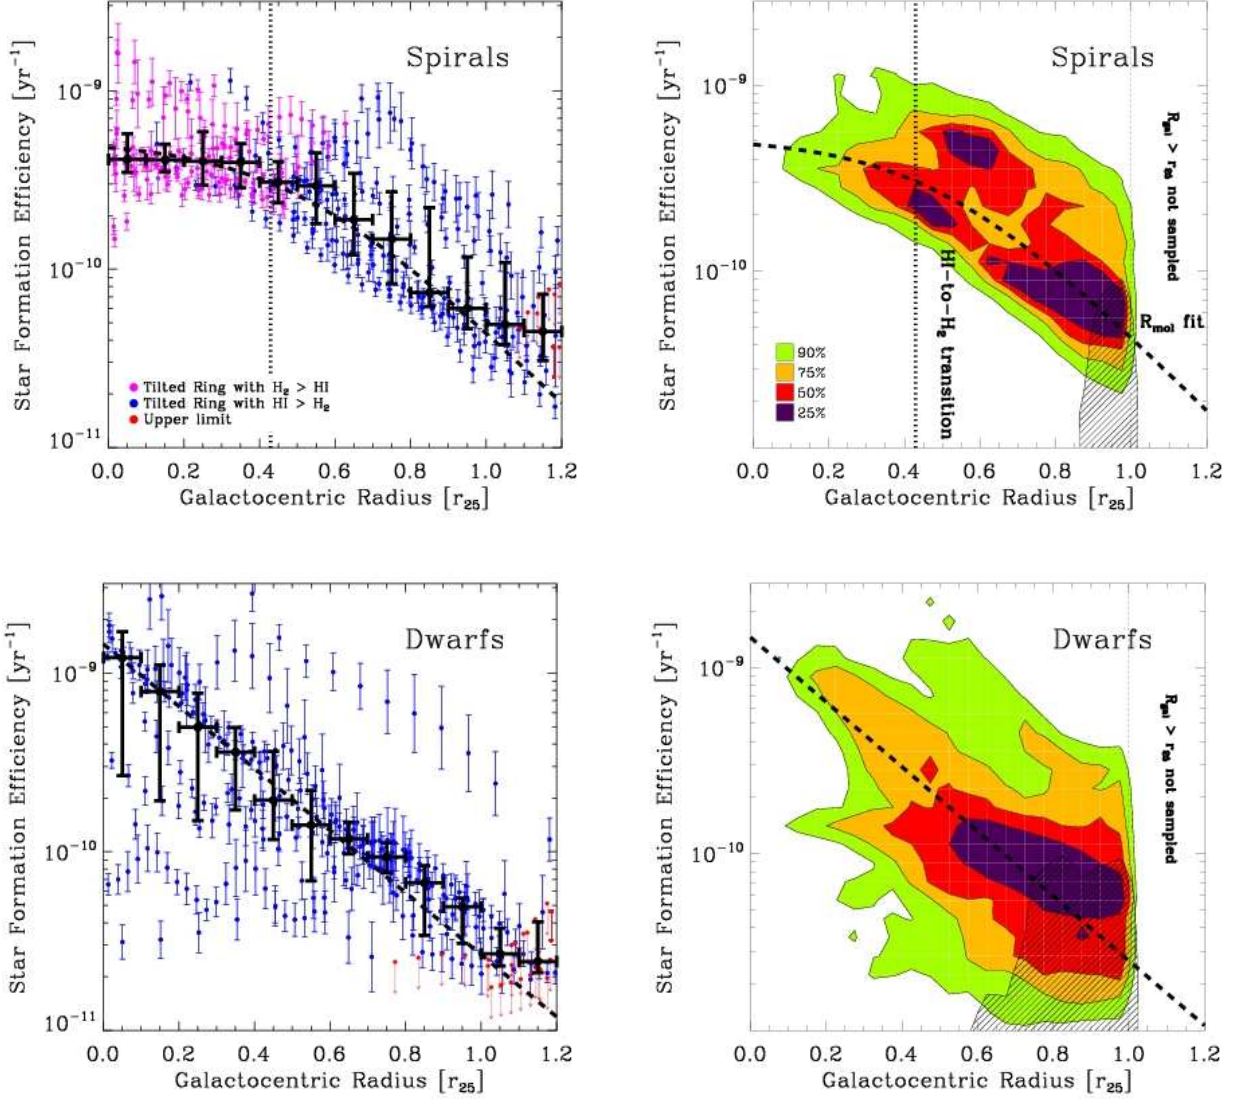 Spirals
Star Formation Efficiency [yr⁻¹]
10⁻⁹
10⁻¹⁰
10⁻¹¹
Tilted Ring with H₂ > HI
Tilted Ring with HI > H₂
Upper limit
0.0 0.2 0.4 0.6 0.8 1.0 1.2
Galactocentric Radius [r₂₅]
Spirals
Star Formation Efficiency [yr⁻¹]
10⁻⁹
10⁻¹⁰
R_gal > r₂₅ not sampled
HI-to-H₂ transition
R_mol fit
90%
75%
50%
25%
0.0 0.2 0.4 0.6 0.8 1.0 1.2
Galactocentric Radius [r₂₅]
Dwarfs
Star Formation Efficiency [yr⁻¹]
10⁻⁹
10⁻¹⁰
10⁻¹¹
0.0 0.2 0.4 0.6 0.8 1.0 1.2
Galactocentric Radius [r₂₅]
Dwarfs
Star Formation Efficiency [yr⁻¹]
10⁻⁹
10⁻¹⁰
R_gal > r₂₅ not sampled
0.0 0.2 0.4 0.6 0.8 1.0 1.2
Galactocentric Radius [r₂₅]